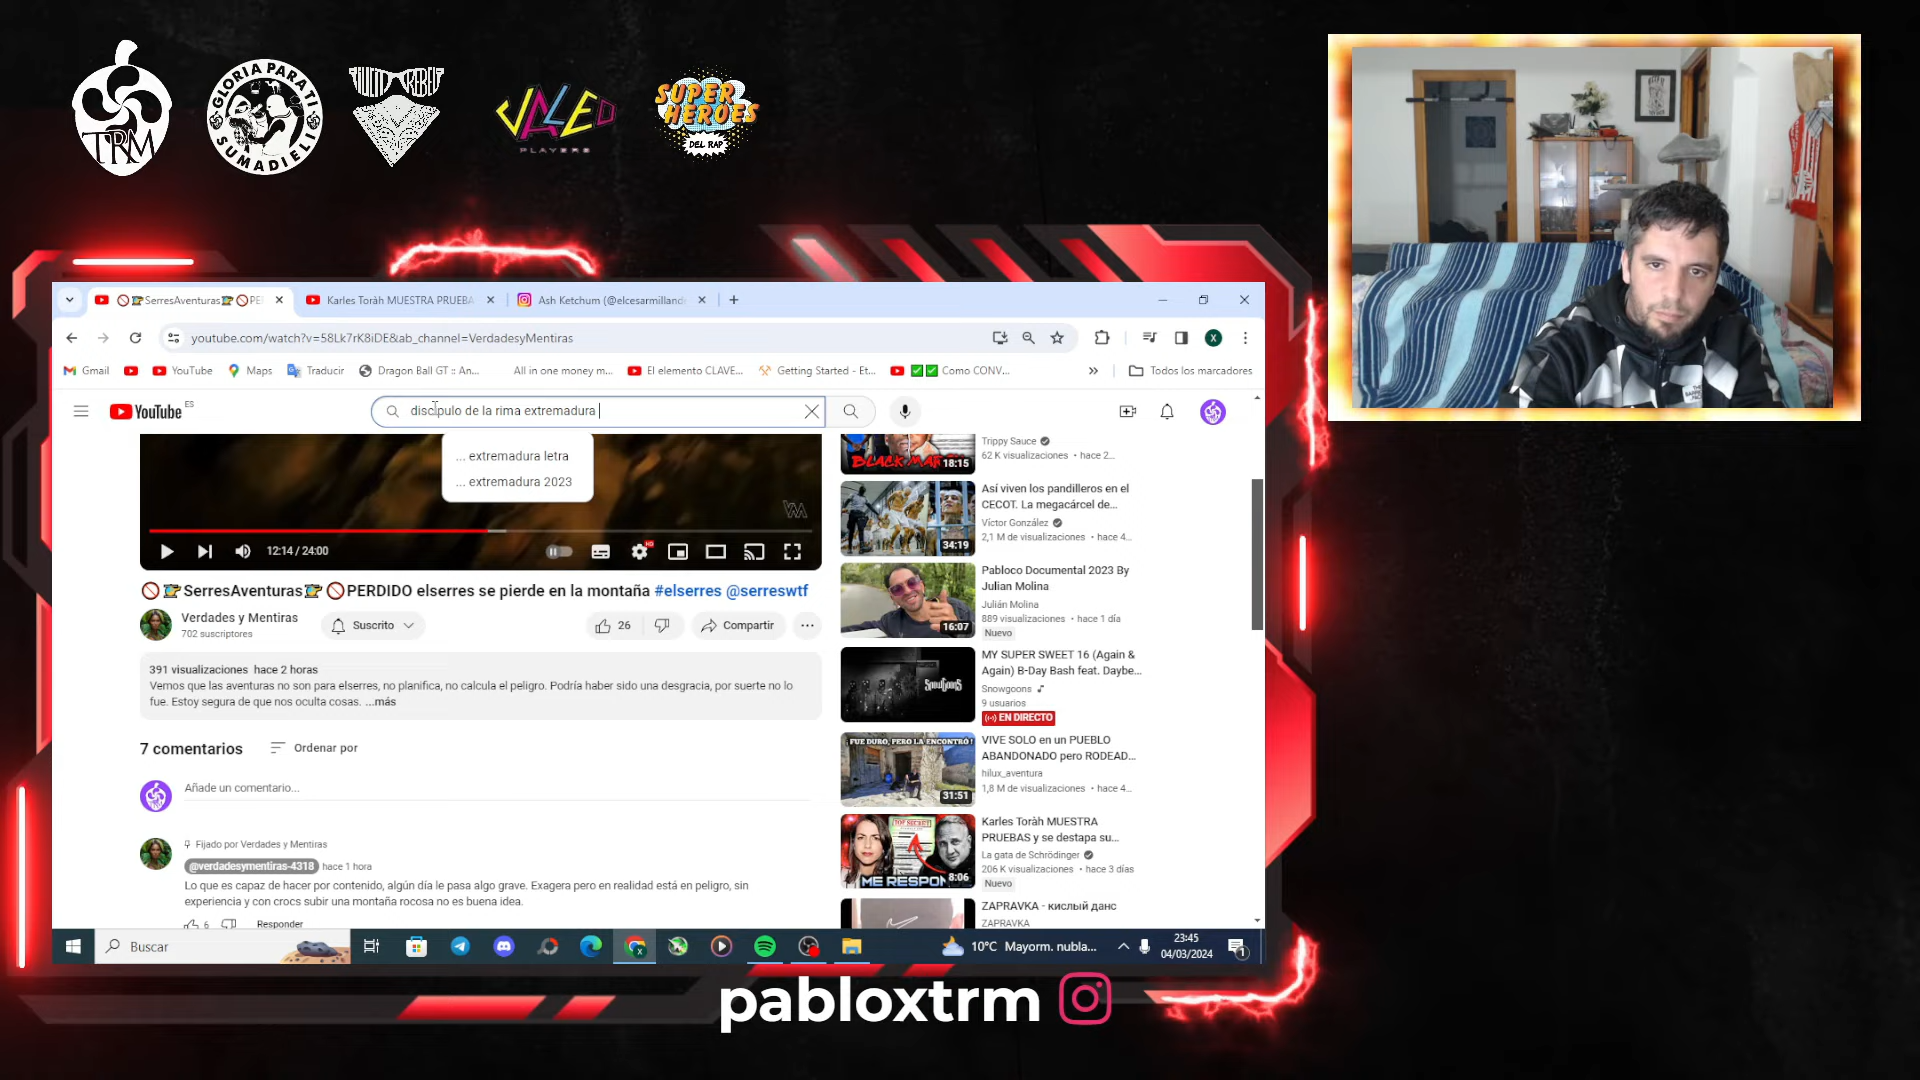 TRM
GLORIA PARATI
SUMADIELI
VALED
PLAYERS
SUPER
HEROES
DEL RAP
SerresAventuras PE
Karles Toràh MUESTRA PRUEBA
Ash Ketchum (@elcesarmilland
youtube.com/watch?v=58Lk7rK8iDE&ab_channel=VerdadesyMentiras
X
Gmail
YouTube
Maps
Traducir
Dragon Ball GT :: An...
All in one money m...
El elemento CLAVE...
Getting Started - Et...
Como CONV...
»
Todos los marcadores
YouTube ES
discípulo de la rima extremadura
... extremadura letra
... extremadura 2023
12:14 / 24:00
HD
SerresAventuras PERDIDO elserres se pierde en la montaña #elserres @serreswtf
Verdades y Mentiras
702 suscriptores
Suscrito
26
Compartir
391 visualizaciones hace 2 horas
Vemos que las aventuras no son para elserres, no planifica, no calcula el peligro. Podría haber sido una desgracia, por suerte no lo
fue. Estoy segura de que nos oculta cosas. ...más
7 comentarios
Ordenar por
Añade un comentario...
Fijado por Verdades y Mentiras
@verdadesymentiras-4318 hace 1 hora
Lo que es capaz de hacer por contenido, algún día le pasa algo grave. Exagera pero en realidad está en peligro, sin
experiencia y con crocs subir una montaña rocosa no es buena idea.
6
Responder
BLACK MA
18:15
Trippy Sauce
62 K visualizaciones • hace 2...
34:19
Así viven los pandilleros en el
CECOT. La megacárcel de...
Víctor González
2,1 M de visualizaciones • hace 4...
16:07
Pabloco Documental 2023 By
Julian Molina
Julián Molina
889 visualizaciones • hace 1 día
Nuevo
SNOWGOONS
MY SUPER SWEET 16 (Again &
Again) B-Day Bash feat. Daybe...
Snowgoons
9 usuarios
EN DIRECTO
FUE DURO, PERO LA ENCONTRÓ !
31:51
VIVE SOLO en un PUEBLO
ABANDONADO pero RODEAD...
hilux_aventura
1,8 M de visualizaciones • hace 4...
TOP SECRET
ME RESPON
8:06
Karles Toràh MUESTRA
PRUEBAS y se destapa su...
La gata de Schrödinger
206 K visualizaciones • hace 3 días
Nuevo
ZAPRAVKA - кислый данс
ZAPRAVKA
Buscar
10°C Mayorm. nubla...
23:45
04/03/2024
1
pabloxtrm